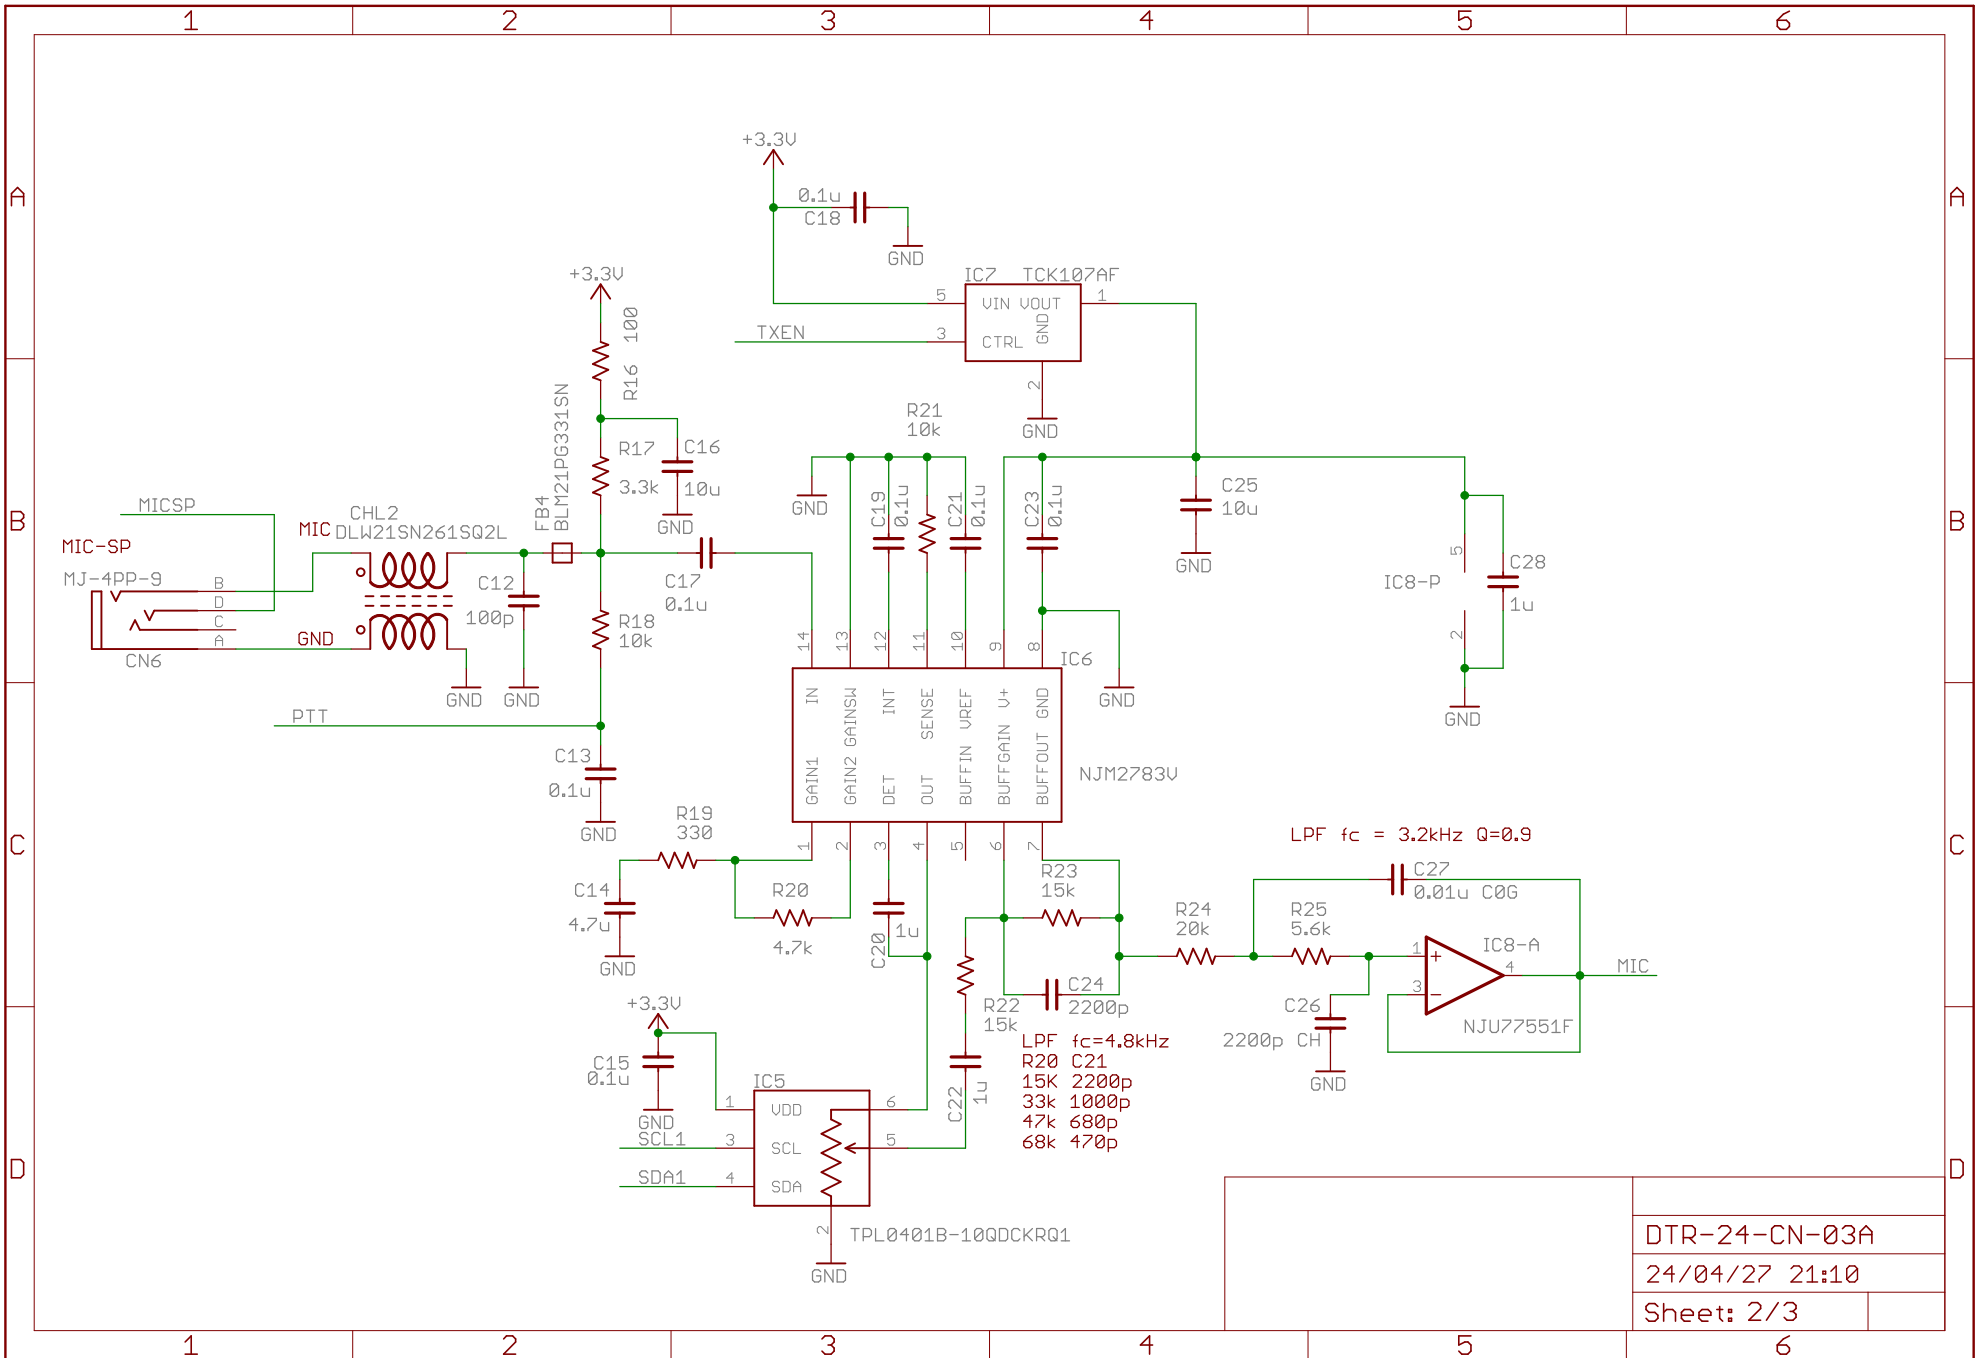 1 2 3 4 5 6
A
A
+3.3V
0.1u
C18
GND
IC7 TCK107AF
5 VIN VOUT 1
3 CTRL GND
2
GND
TXEN
+3.3V
R16 100
FB4
BLM21PG331SN
R17
3.3k
C16
10u
GND
R21
10k
GND
C19
0.1u
C21
0.1u
C23
0.1u
C25
10u
GND
B
B
MICSP
MIC-SP
MJ-4PP-9
B
D
C
A
CN6
MIC
GND
CHL2
DLW21SN261SQ2L
C12
100p
GND
GND
C17
0.1u
R18
10k
IC8-P
5
2
C28
1u
GND
PTT
C13
0.1u
GND
14 13 12 11 10 9 8
IC6
GND
IN GAINSW INT SENSE VREF V+ GND
GAIN1 GAIN2 DET OUT BUFFIN BUFFGAIN BUFFOUT
NJM2783V
1 2 3 4 5 6 7
C
C
R19
330
C14
4.7u
GND
R20
4.7k
C20
1u
R23
15k
C24
2200p
R22
15k
C22
1u
LPF fc=4.8kHz
R20 C21
15K 2200p
33k 1000p
47k 680p
68k 470p
LPF fc = 3.2kHz Q=0.9
C27
0.01u C0G
R24
20k
R25
5.6k
C26
2200p CH
GND
1 +
3 -
4
IC8-A
NJU77551F
MIC
+3.3V
C15
0.1u
GND
SCL1
SDA1
IC5
1 VDD 6
3 SCL 5
4 SDA
2
TPL0401B-10QDCKRQ1
GND
D
D
DTR-24-CN-03A
24/04/27 21:10
Sheet: 2/3
1 2 3 4 5 6